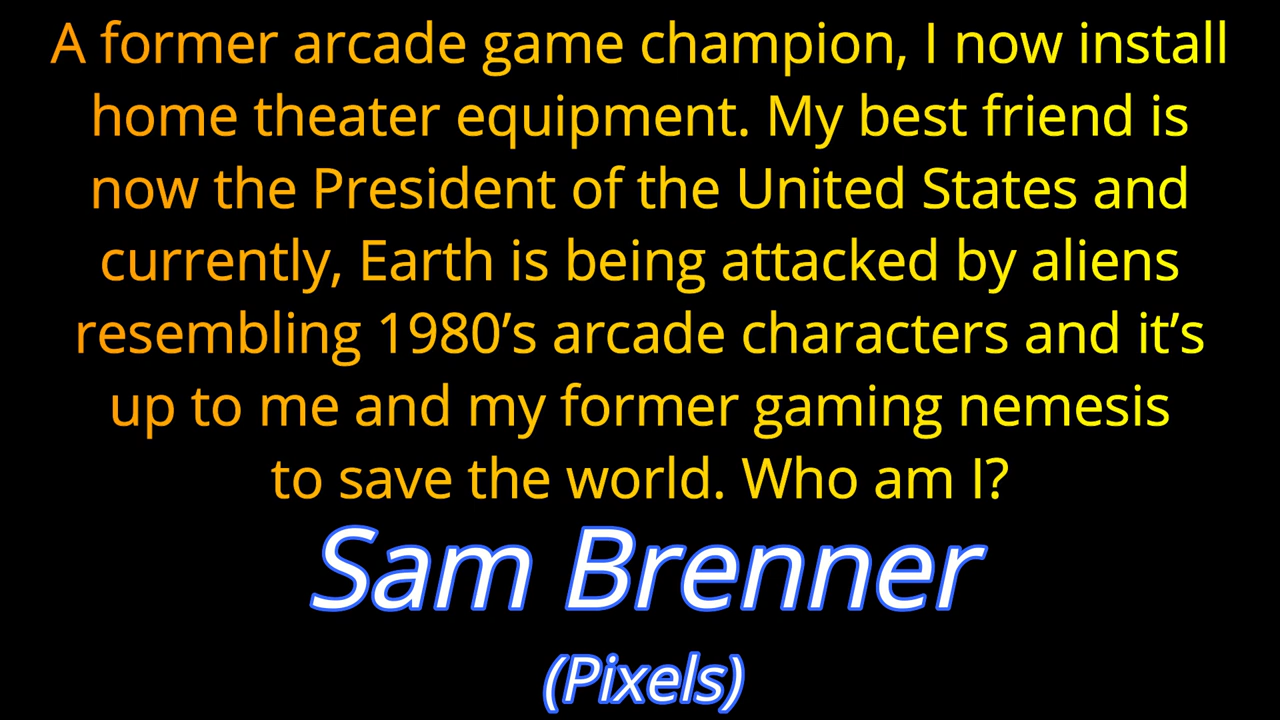 A former arcade game champion, I now install
home theater equipment. My best friend is
now the President of the United States and
currently, Earth is being attacked by aliens
resembling 1980’s arcade characters and it’s
up to me and my former gaming nemesis
to save the world. Who am I?
Sam Brenner
(Pixels)